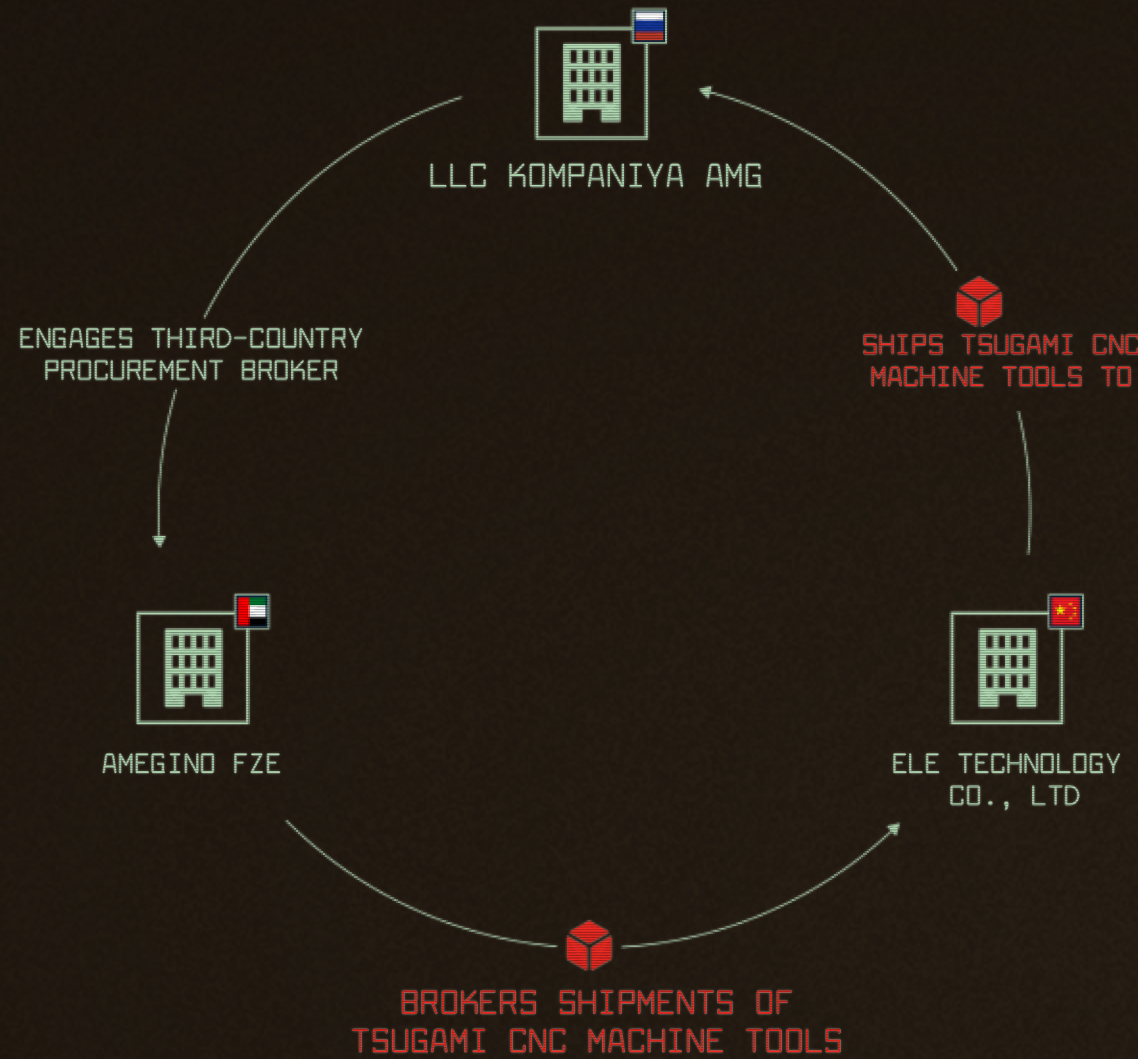 LLC KOMPANIYA AMG
ENGAGES THIRD-COUNTRY
PROCUREMENT BROKER
SHIPS TSUGAMI CNC
MACHINE TOOLS TO
AMEGINO FZE
ELE TECHNOLOGY
CO., LTD
BROKERS SHIPMENTS OF
TSUGAMI CNC MACHINE TOOLS